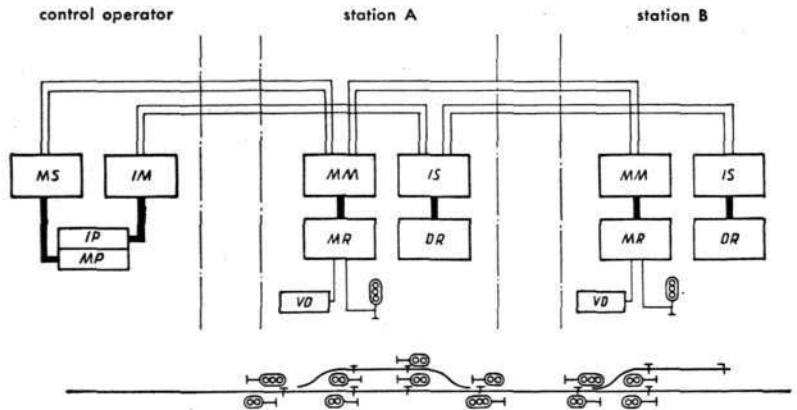 control operator
station A
station B
MS
IM
MM
IS
MM
IS
IP
MP
MR
DR
MR
DR
VD
VD